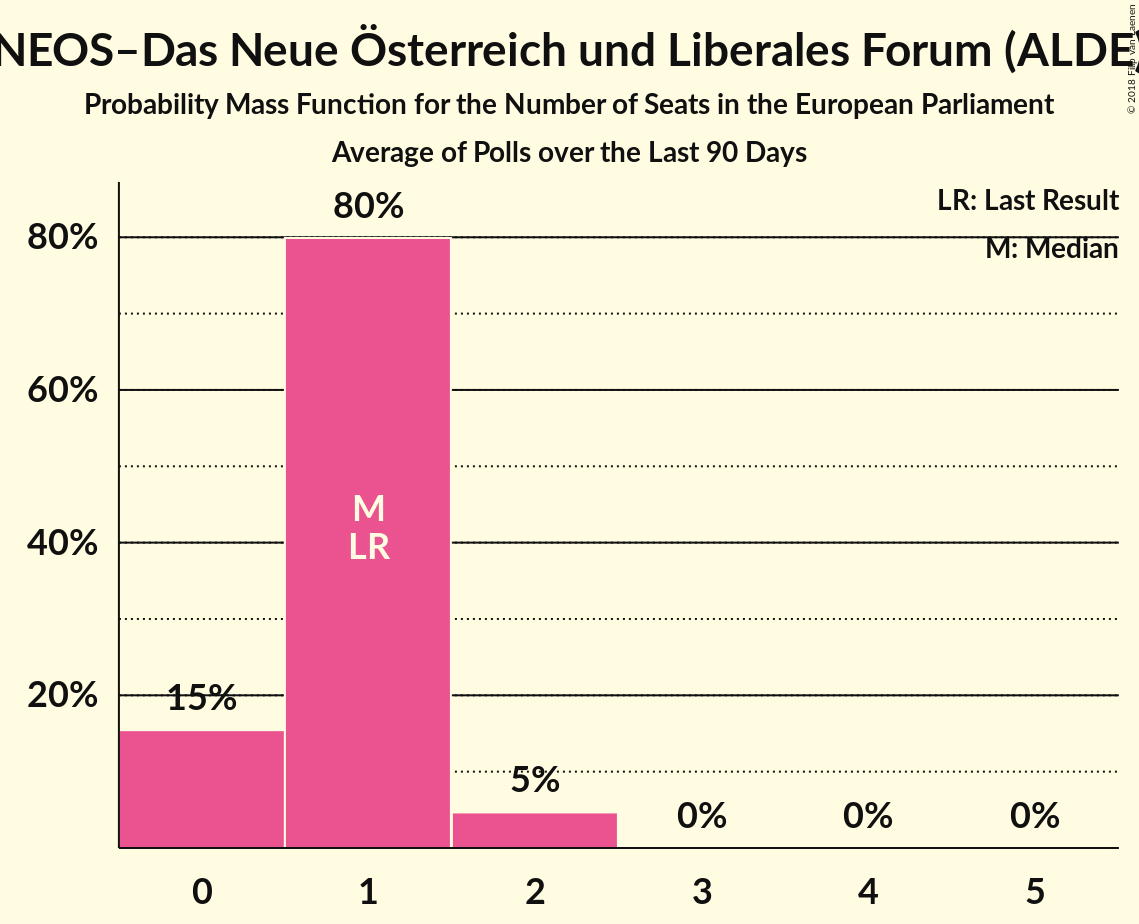 NEOS–Das Neue Österreich und Liberales Forum (ALDE)
Probability Mass Function for the Number of Seats in the European Parliament
Average of Polls over the Last 90 Days
© 2018 Filip van Laenen
LR: Last Result
M: Median
80%
80%
60%
40%
20%
M
LR
15%
5%
0%
0%
0%
0
1
2
3
4
5